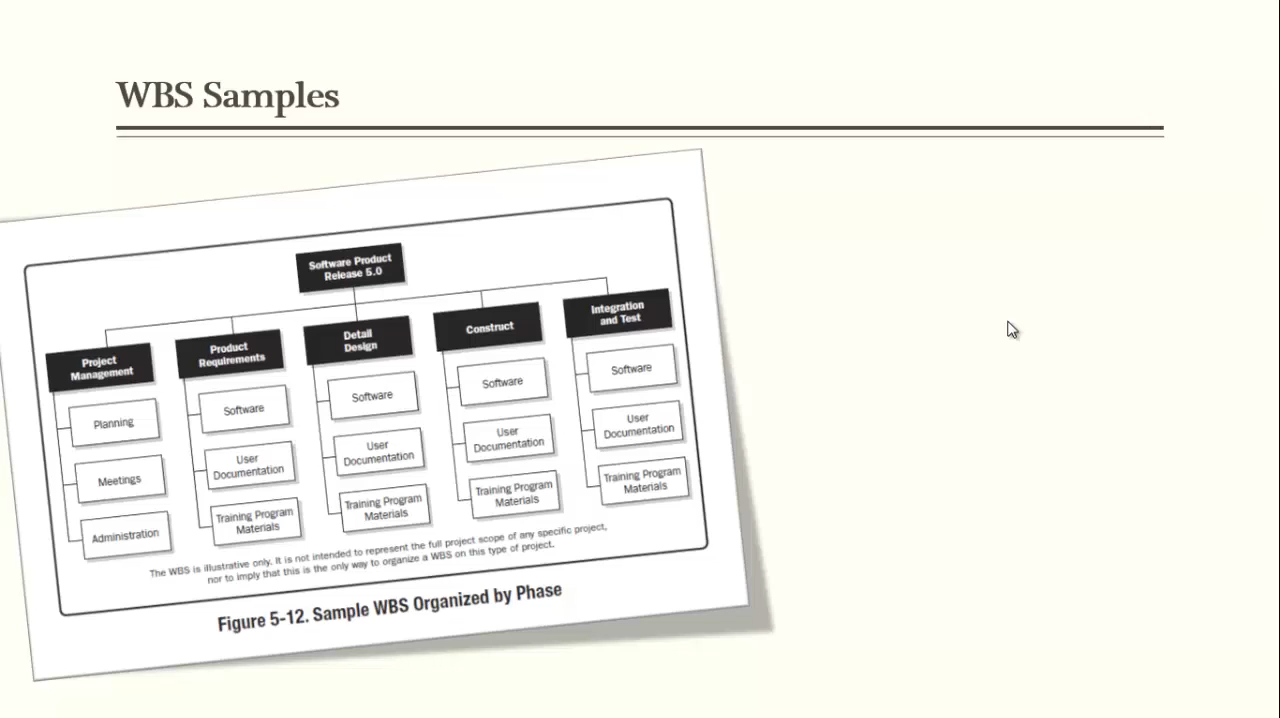 WBS Samples
Software Product
Release 5.0
Project
Management
Planning
Meetings
Administration
Product
Requirements
Software
User
Documentation
Training Program
Materials
Detail
Design
Software
User
Documentation
Training Program
Materials
Construct
Software
User
Documentation
Training Program
Materials
Integration
and Test
Software
User
Documentation
Training Program
Materials
The WBS is illustrative only. It is not intended to represent the full project scope of any specific project,
nor to imply that this is the only way to organize a WBS on this type of project.
Figure 5-12. Sample WBS Organized by Phase